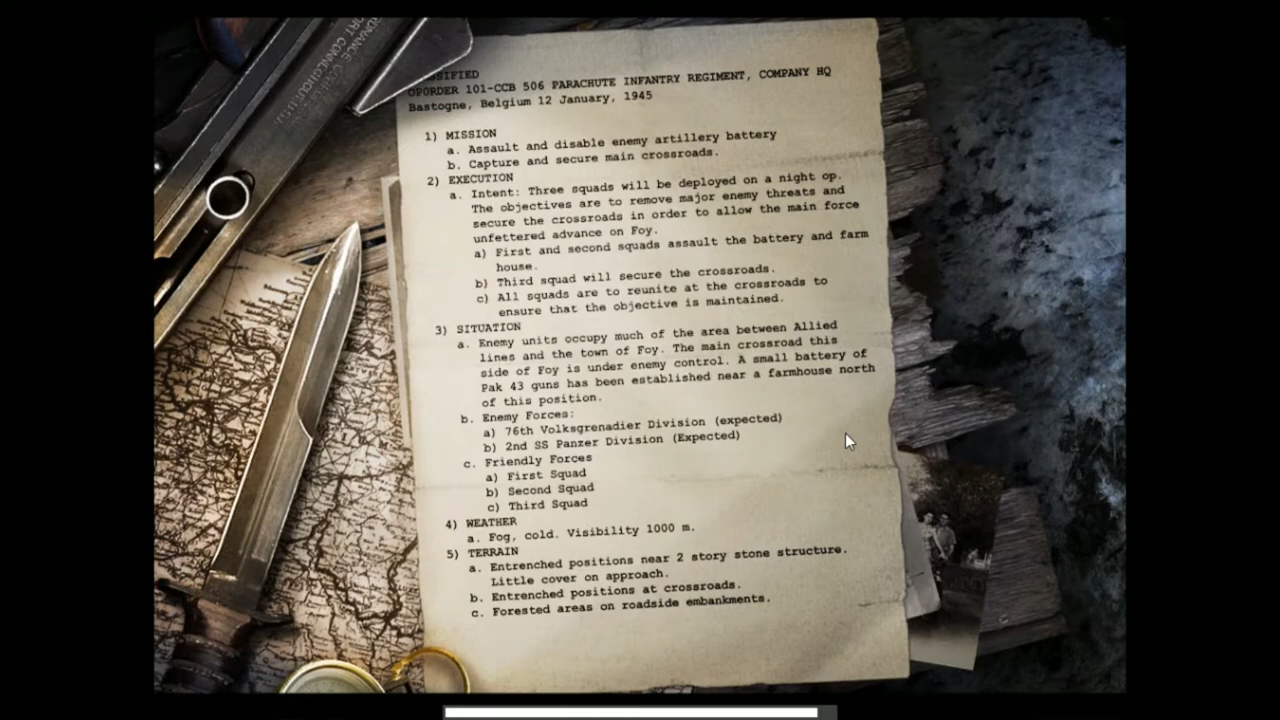 SIFIED
OPORDER 101-CCB 506 PARACHUTE INFANTRY REGIMENT, COMPANY HQ
Bastogne, Belgium 12 January, 1945
1) MISSION
a. Assault and disable enemy artillery battery
b. Capture and secure main crossroads.
2) EXECUTION
a. Intent: Three squads will be deployed on a night op.
The objectives are to remove major enemy threats and
secure the crossroads in order to allow the main force
unfettered advance on Foy.
a) First and second squads assault the battery and farm
house.
b) Third squad will secure the crossroads.
c) All squads are to reunite at the crossroads to
ensure that the objective is maintained.
3) SITUATION
a. Enemy units occupy much of the area between Allied
lines and the town of Foy. The main crossroad this
side of Foy is under enemy control. A small battery of
Pak 43 guns has been established near a farmhouse north
of this position.
b. Enemy Forces:
a) 76th Volksgrenadier Division (expected)
b) 2nd SS Panzer Division (Expected)
c. Friendly Forces
a) First Squad
b) Second Squad
c) Third Squad
4) WEATHER
a. Fog, cold. Visibility 1000 m.
5) TERRAIN
a. Entrenched positions near 2 story stone structure.
Little cover on approach.
b. Entrenched positions at crossroads.
c. Forested areas on roadside embankments.